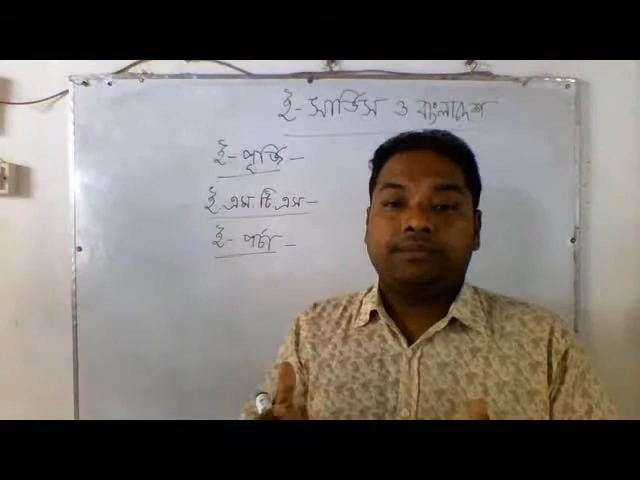 ই-সার্ভিস ও বাংলাদেশ
ই-পূর্জি -
ই.এম.টি.এস-
ই-পর্চা -